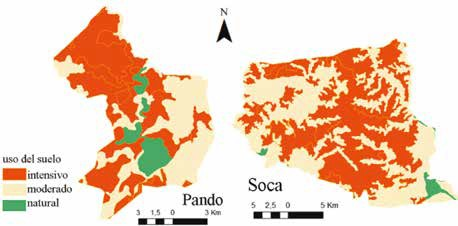 N
uso del suelo
intensivo
moderado
natural
Pando
3 1,5 0 3 Km
Soca
5 2,5 0 5 Km